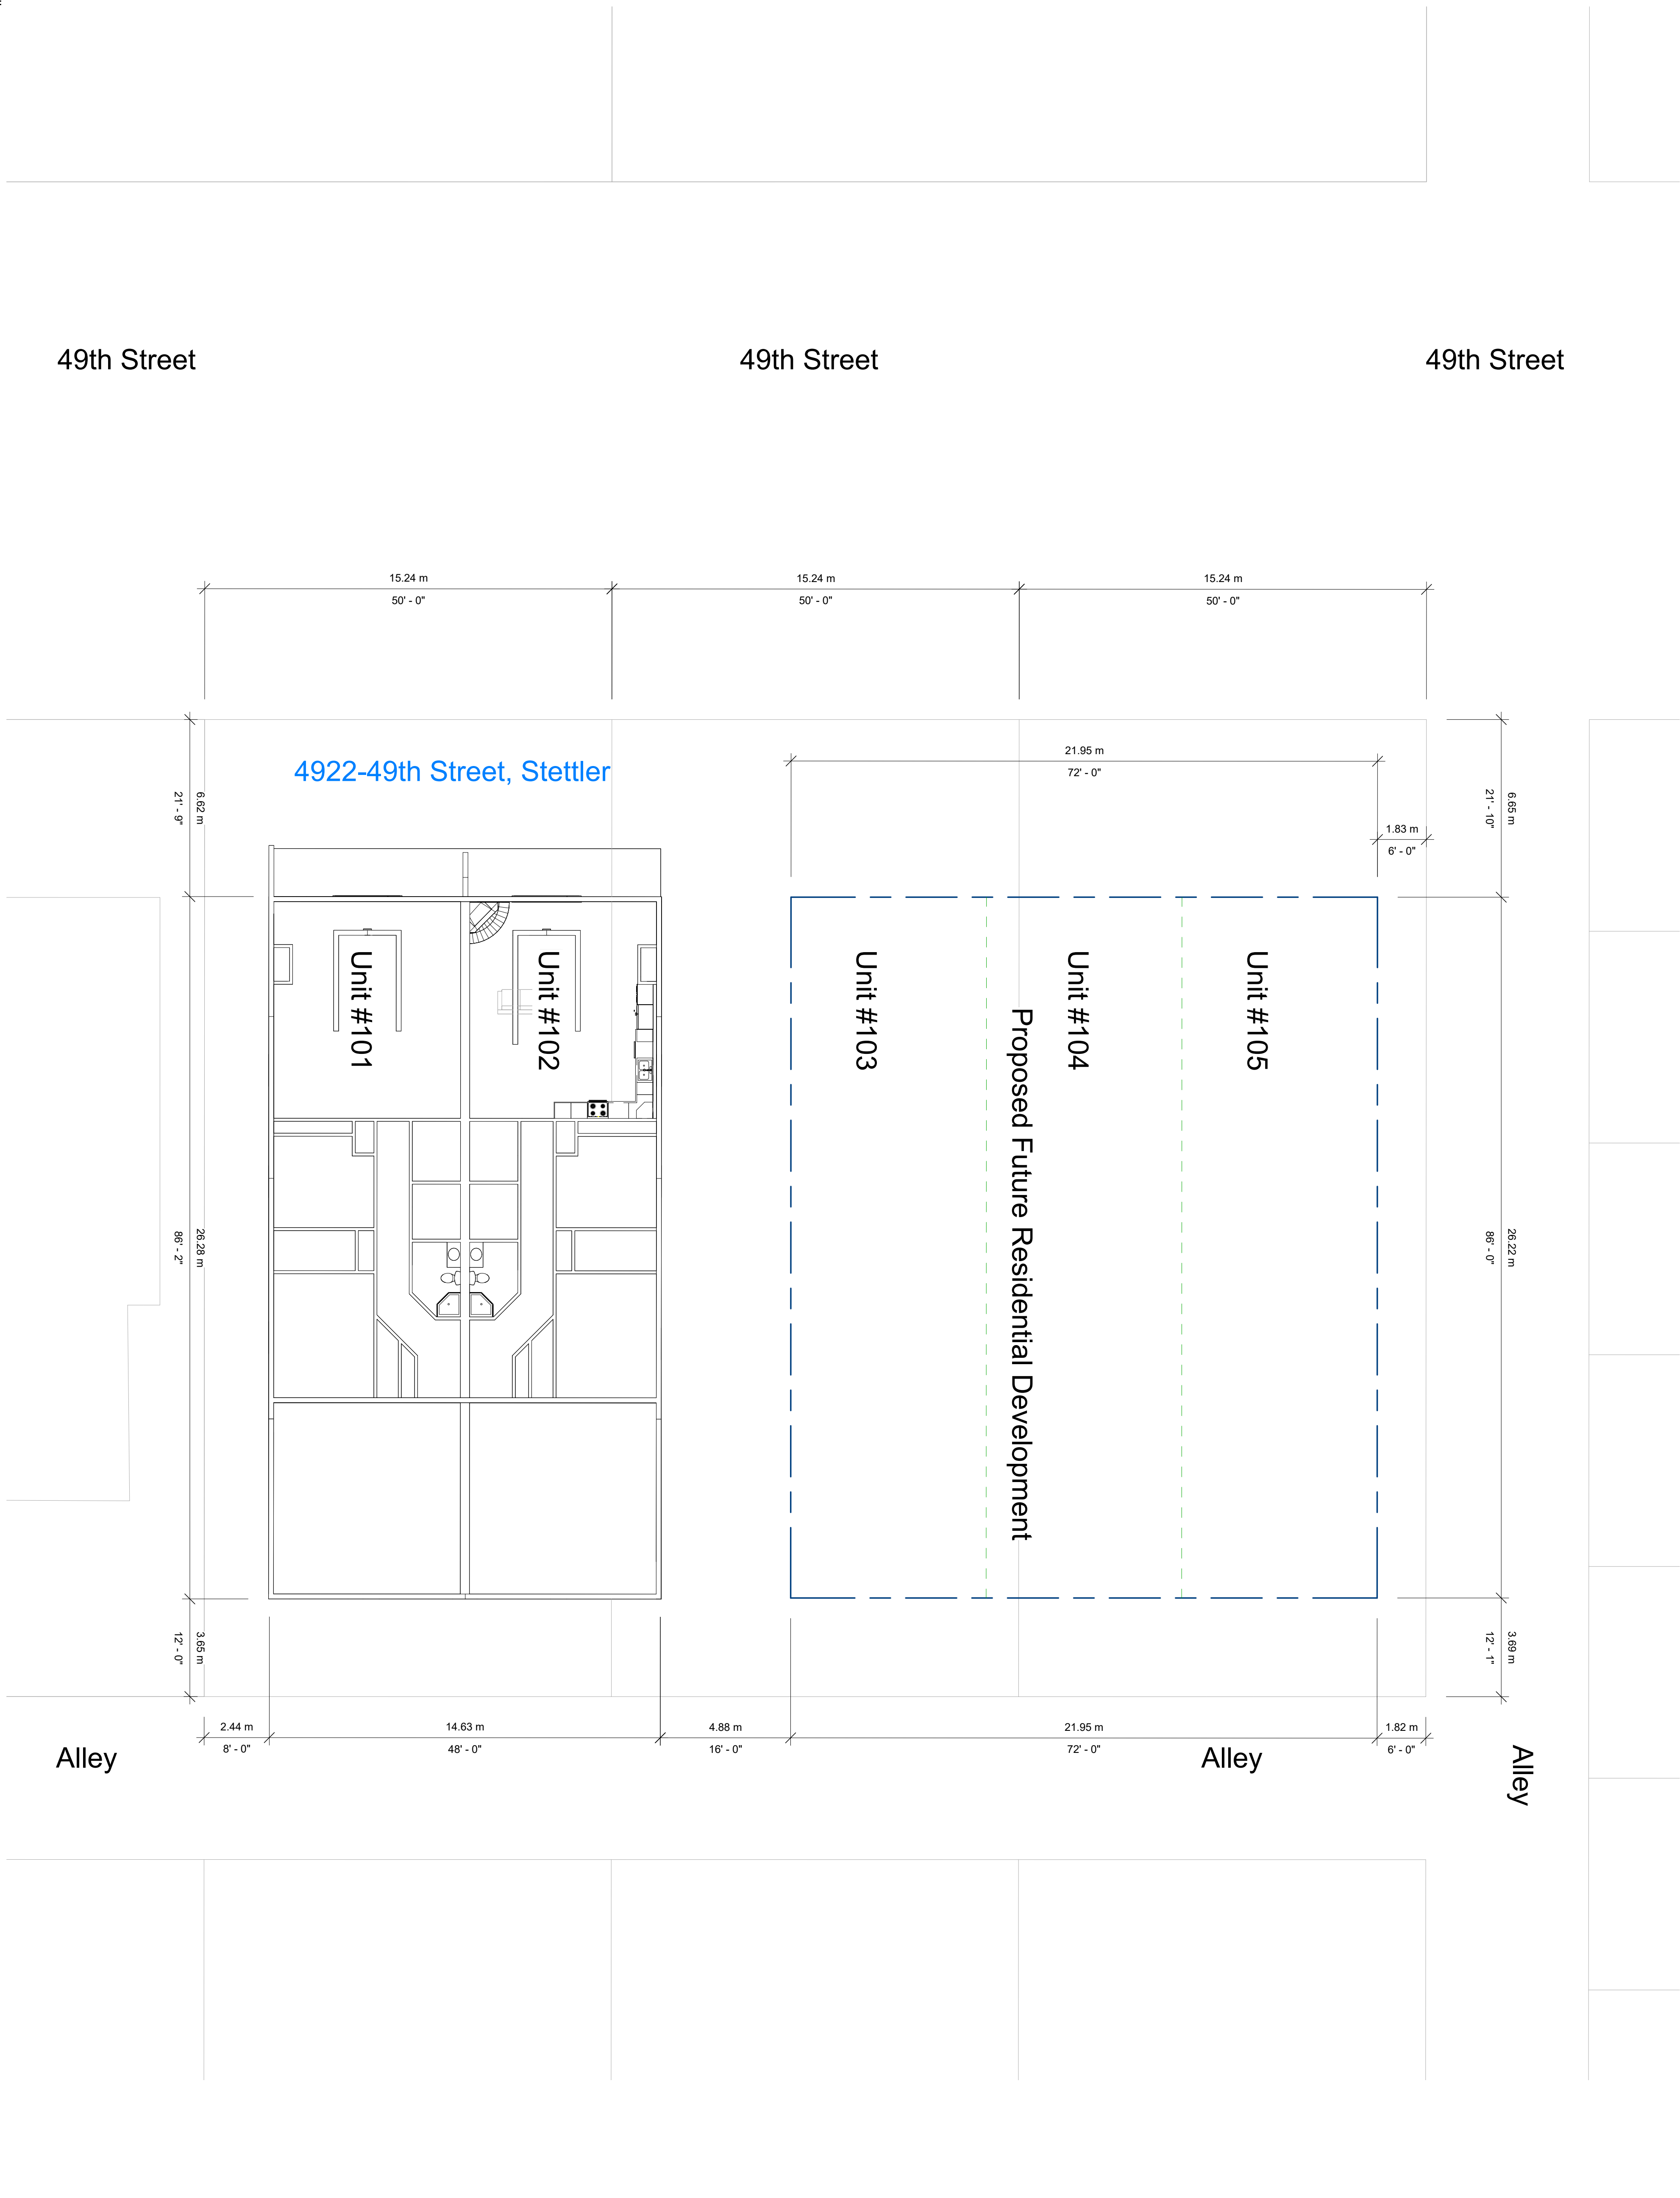 49th Street
49th Street
49th Street
15.24 m
50' - 0"
15.24 m
50' - 0"
15.24 m
50' - 0"
4922-49th Street, Stettler
21.95 m
72' - 0"
1.83 m
6' - 0"
6.62 m
21' - 9"
6.65 m
21' - 10"
Unit #101
Unit #102
Unit #103
Unit #104
Unit #105
Proposed Future Residential Development
26.28 m
86' - 2"
26.22 m
86' - 0"
3.65 m
12' - 0"
3.69 m
12' - 1"
2.44 m
8' - 0"
14.63 m
48' - 0"
4.88 m
16' - 0"
21.95 m
72' - 0"
1.82 m
6' - 0"
Alley
Alley
Alley